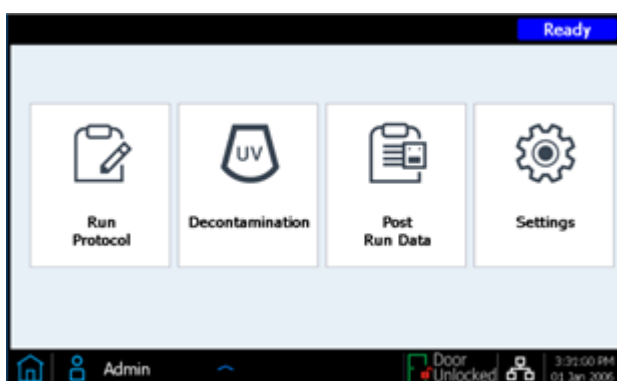 Ready
UV
Run
Protocol
Decontamination
Post
Run Data
Settings
Admin
Door
Unlocked
3:31:00 PM
01 Jan 2006